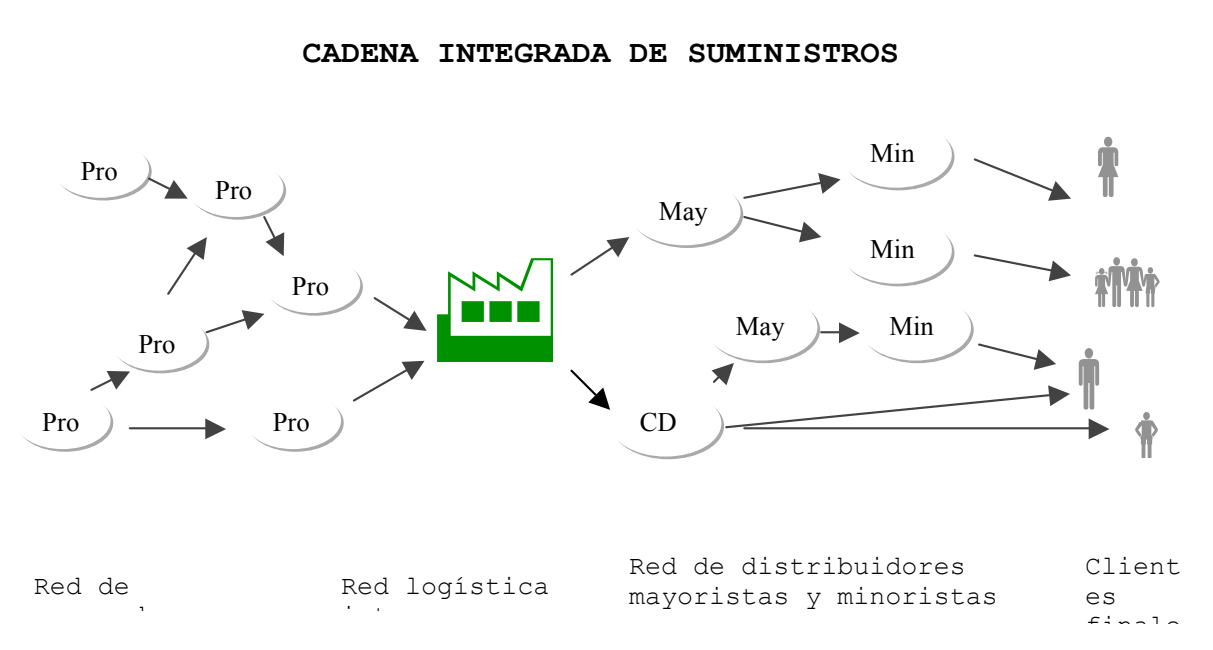 CADENA INTEGRADA DE SUMINISTROS
Pro
Pro
Pro
Pro
Pro
Pro
May
Min
Min
May
Min
CD
Red de
Red logística
Red de distribuidores
mayoristas y minoristas
Client
es